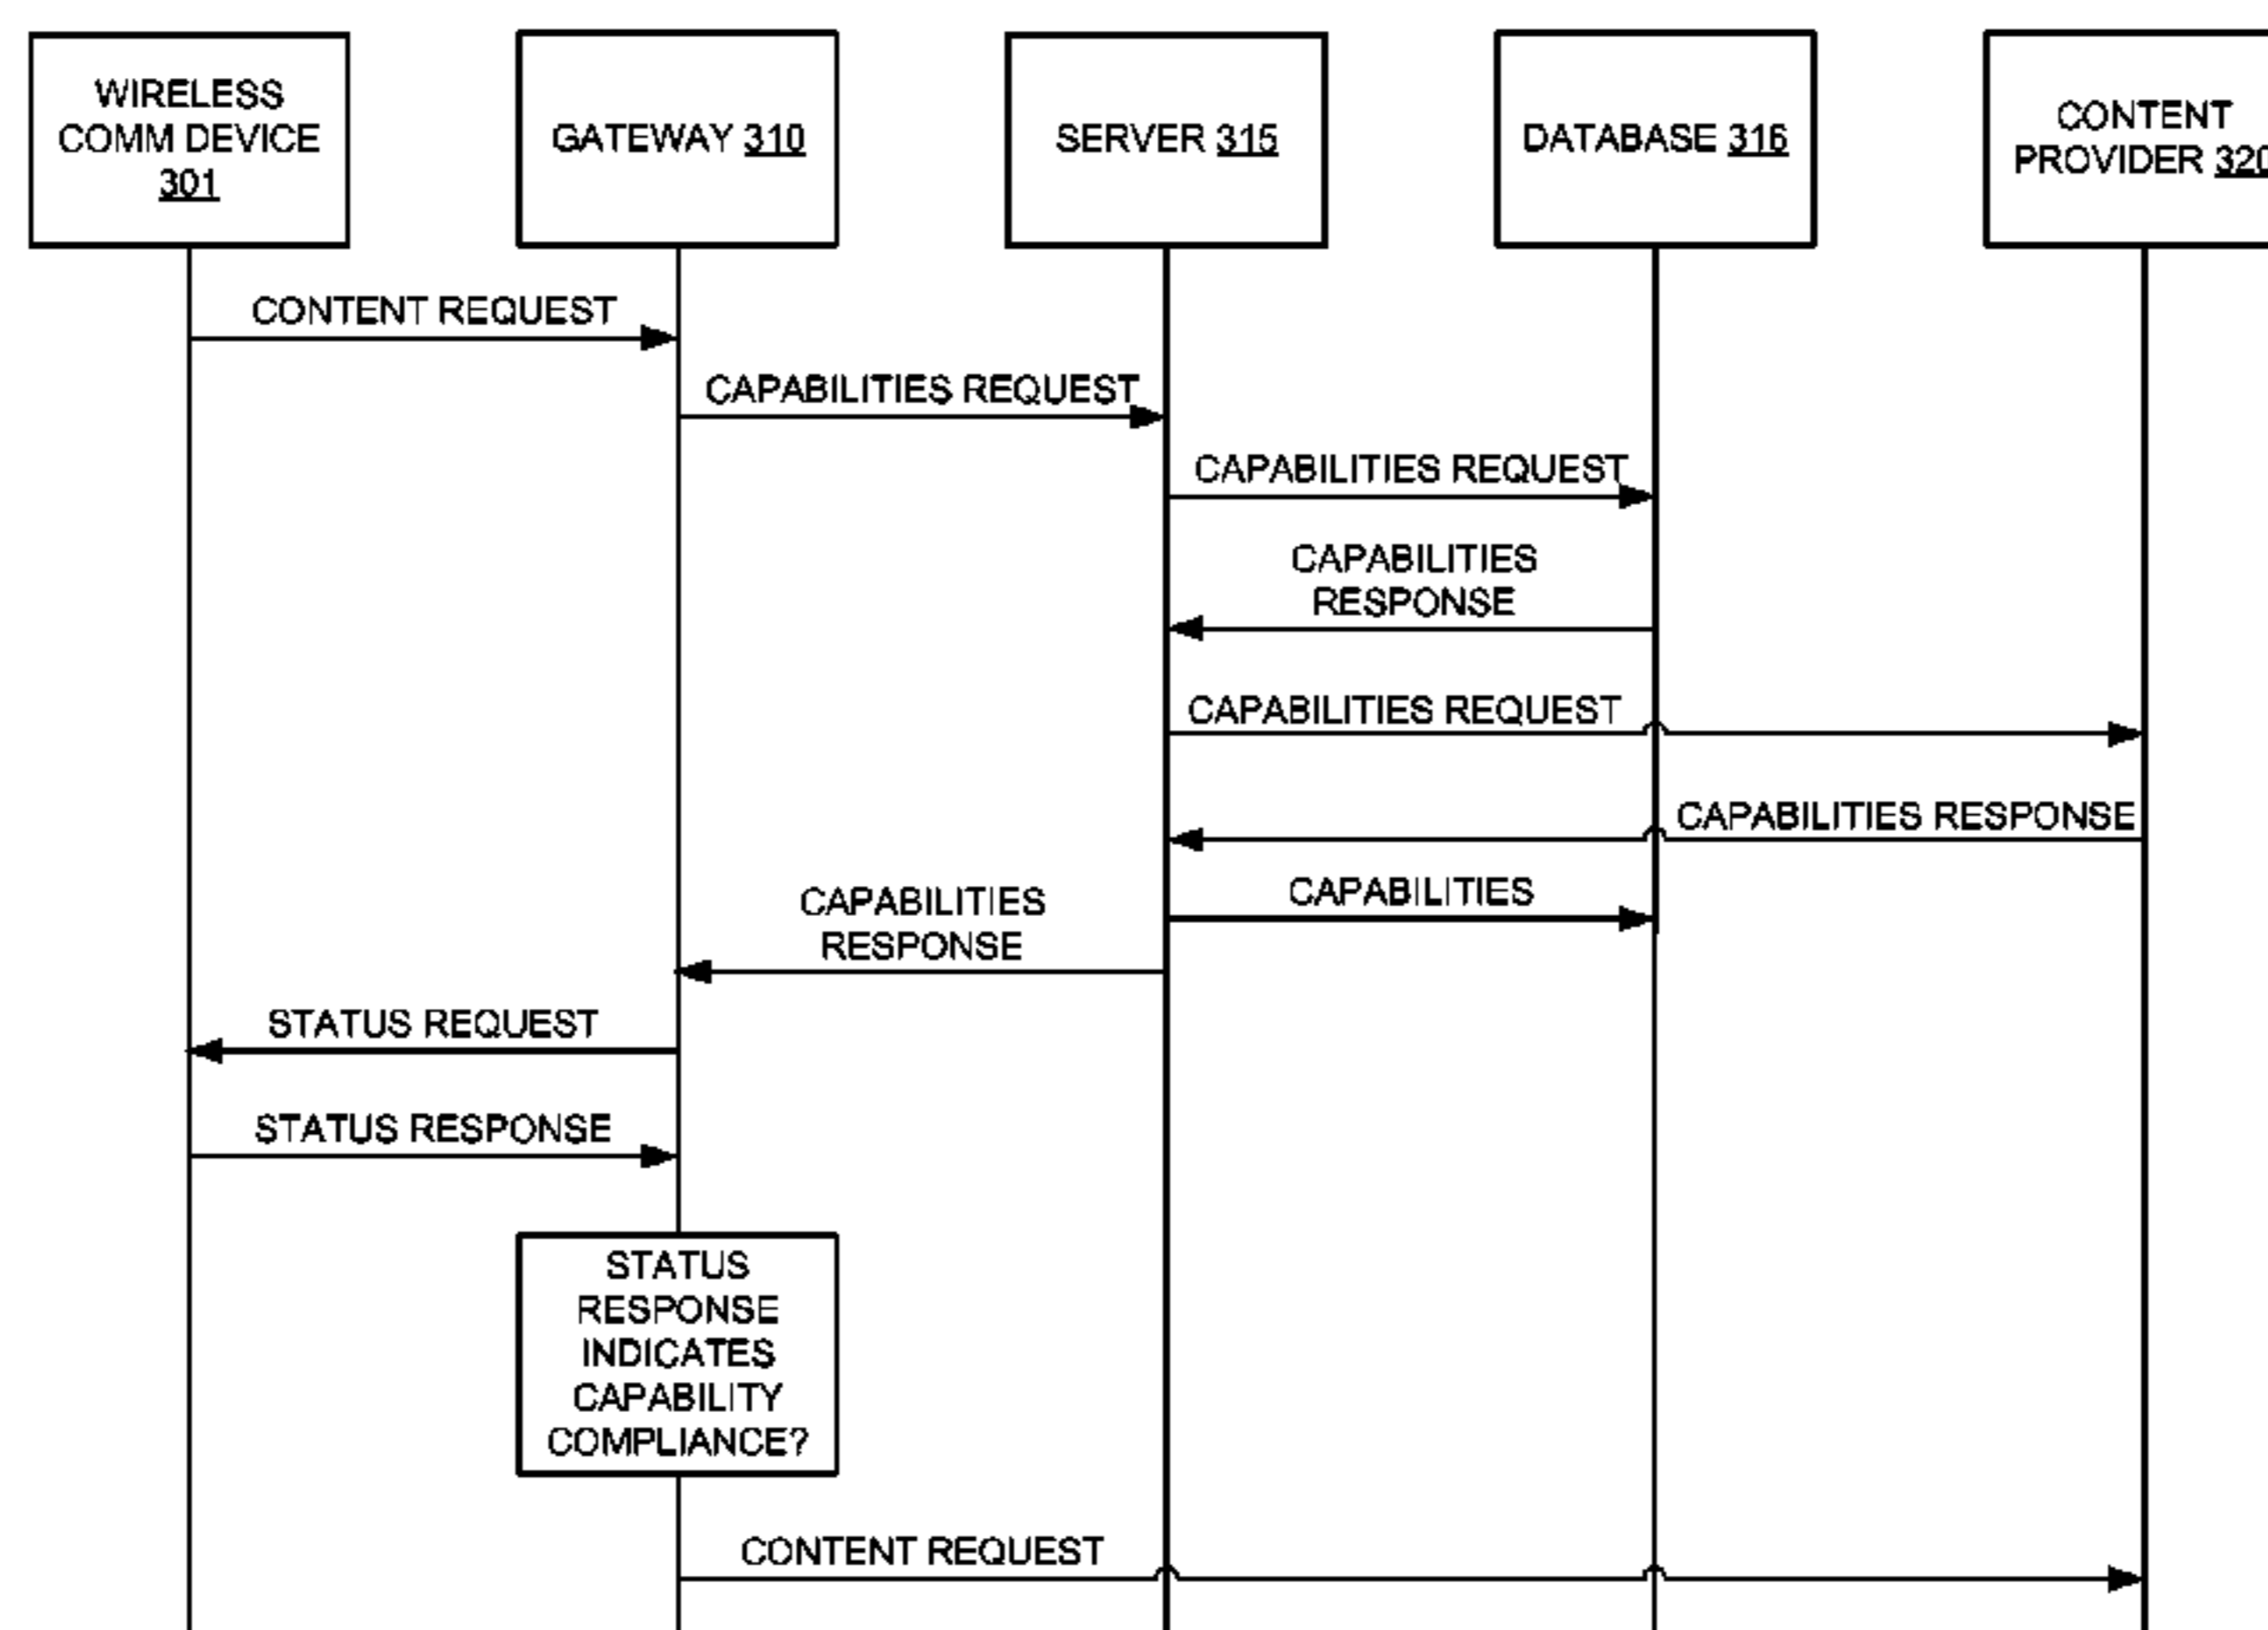 WIRELESS
COMM DEVICE
301
GATEWAY 310
SERVER 315
DATABASE 316
CONTENT
PROVIDER 320
CONTENT REQUEST
CAPABILITIES REQUEST
CAPABILITIES REQUEST
CAPABILITIES
RESPONSE
CAPABILITIES REQUEST
CAPABILITIES RESPONSE
CAPABILITIES
CAPABILITIES
RESPONSE
STATUS REQUEST
STATUS RESPONSE
STATUS
RESPONSE
INDICATES
CAPABILITY
COMPLIANCE?
CONTENT REQUEST